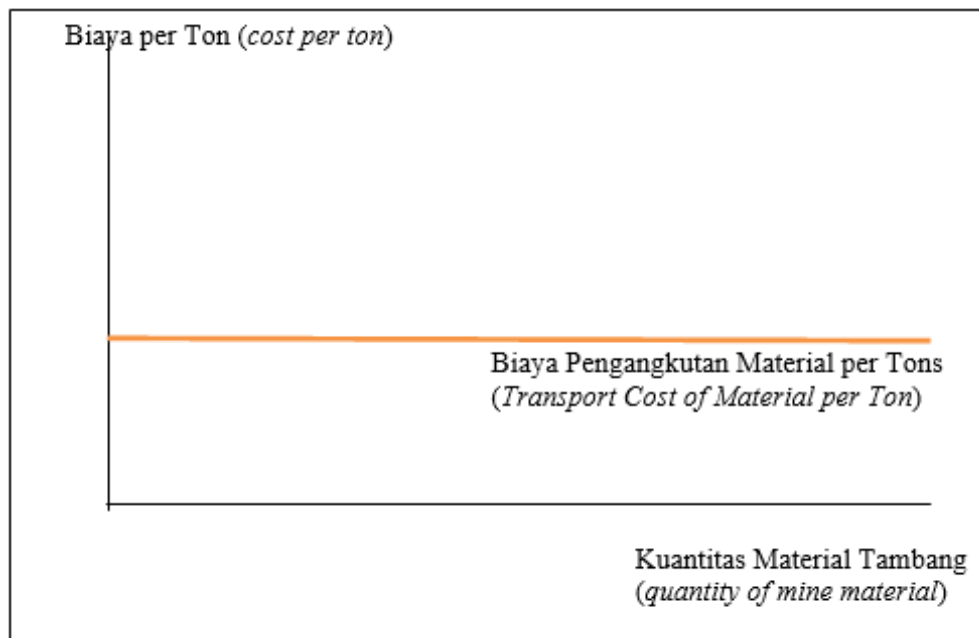 Biaya per Ton (cost per ton)
Biaya Pengangkutan Material per Tons
(Transport Cost of Material per Ton)
Kuantitas Material Tambang
(quantity of mine material)